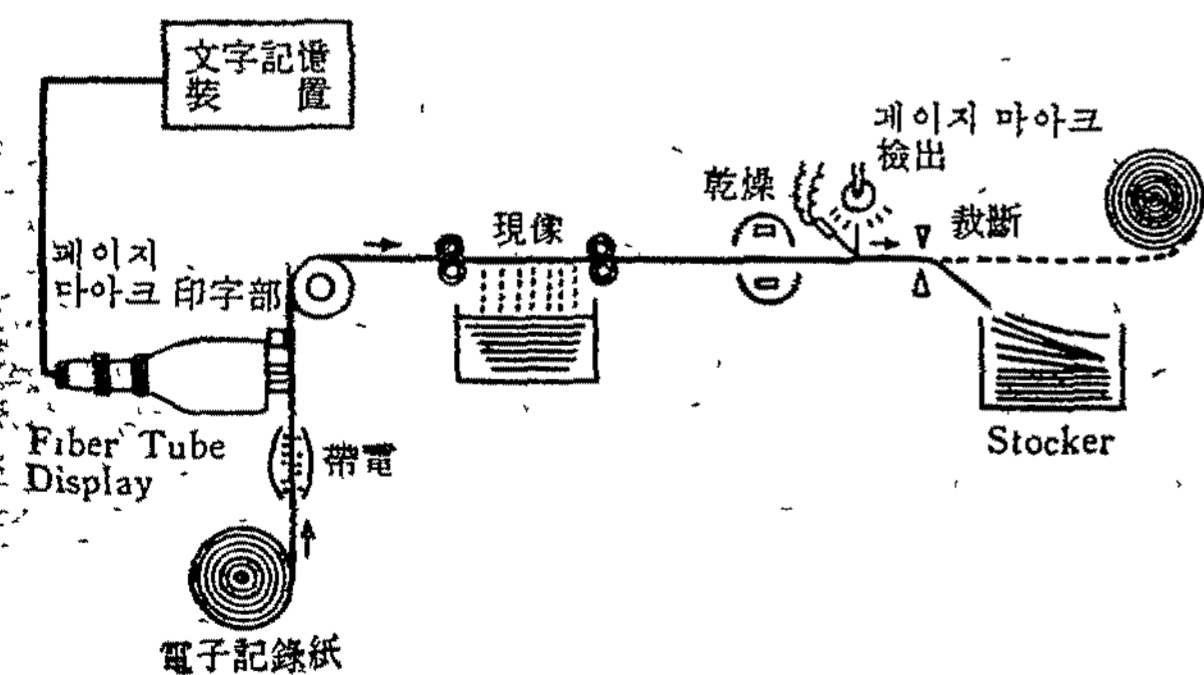 文字記憶
裝置
페이지 마아크
檢出
乾燥
裁斷
現像
페이지
마아크 印字部
Fiber Tube
Display
帶電
Stocker
電子記錄紙